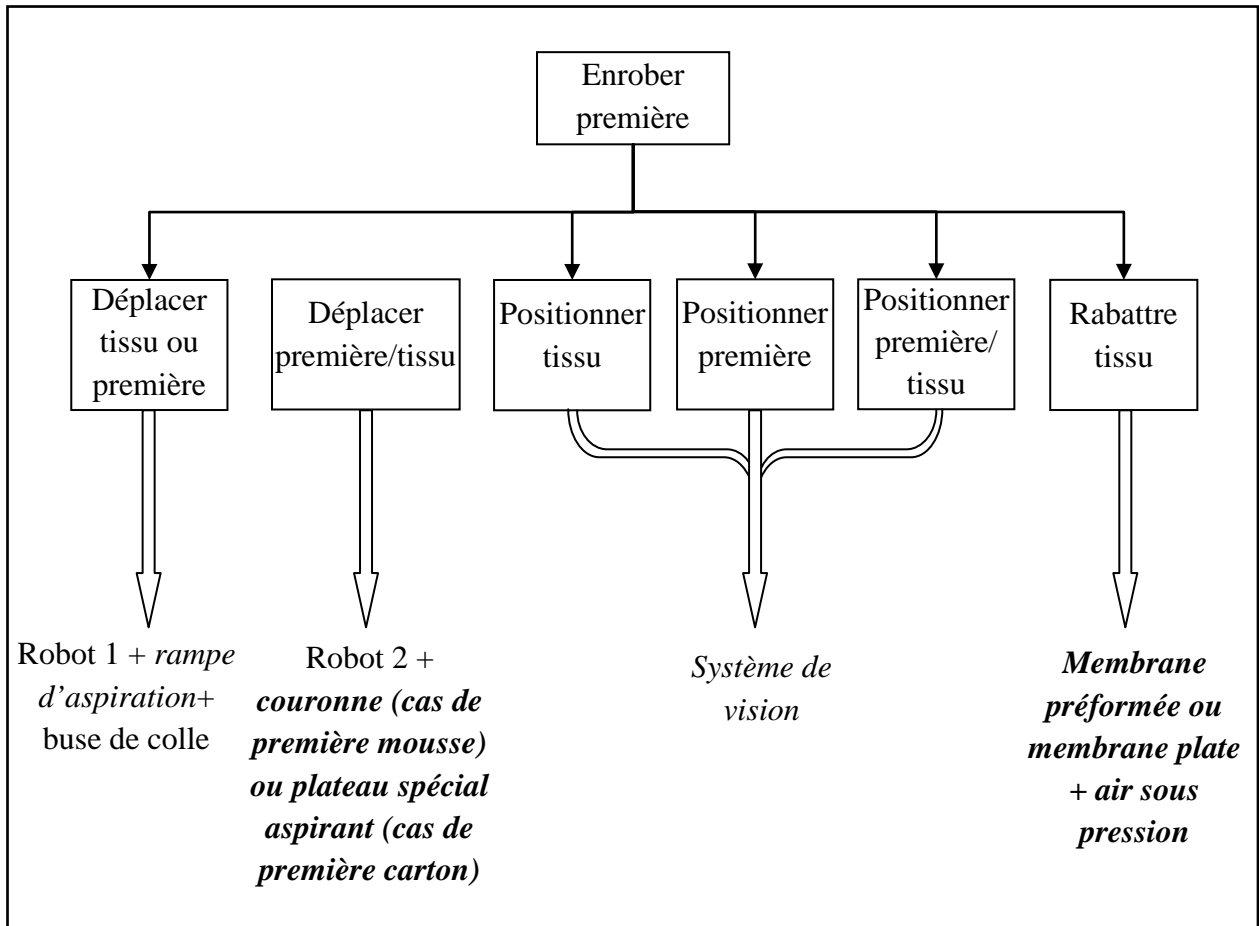 Enrober
première
Déplacer
tissu ou
première
Déplacer
première/tissu
Positionner
tissu
Positionner
première
Positionner
première/
tissu
Rabattre
tissu
Robot 1 + rampe
d'aspiration+
buse de colle
Robot 2 +
couronne (cas de
première mousse)
ou plateau spécial
aspirant (cas de
première carton)
Système de
vision
Membrane
préformée ou
membrane plate
+ air sous
pression